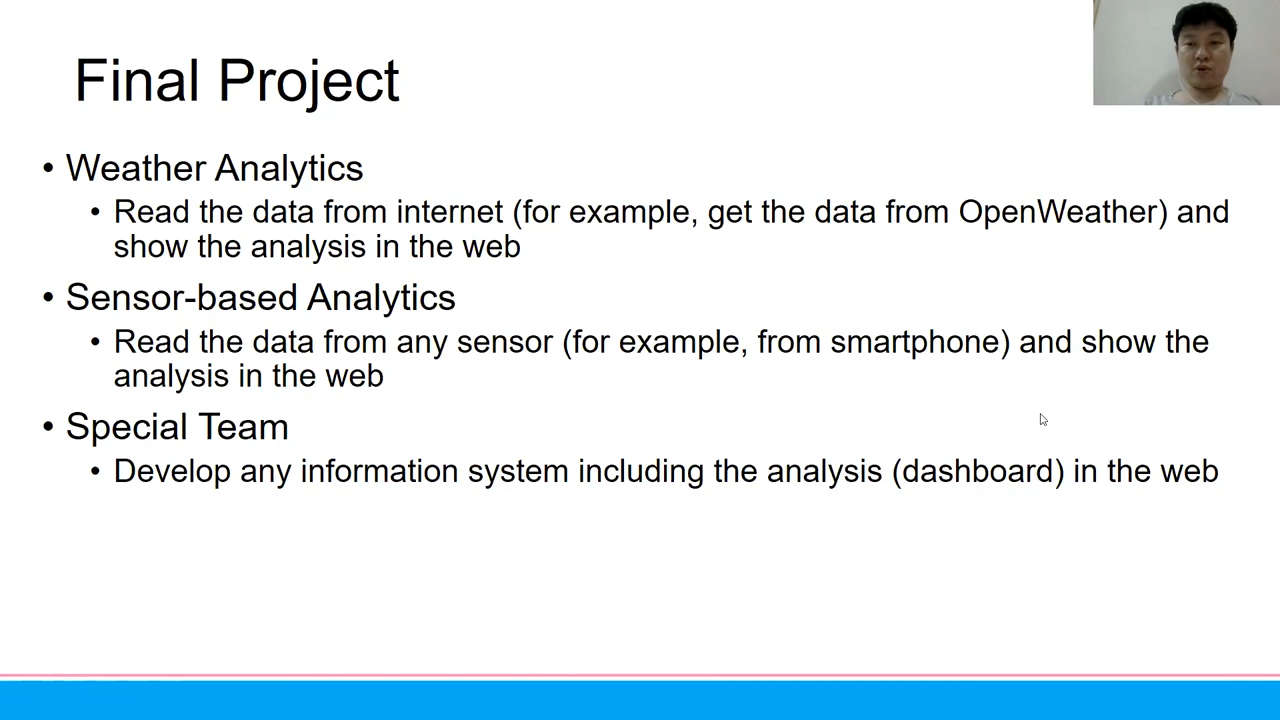 Final Project
• Weather Analytics
• Read the data from internet (for example, get the data from OpenWeather) and
show the analysis in the web
• Sensor-based Analytics
• Read the data from any sensor (for example, from smartphone) and show the
analysis in the web
• Special Team
• Develop any information system including the analysis (dashboard) in the web